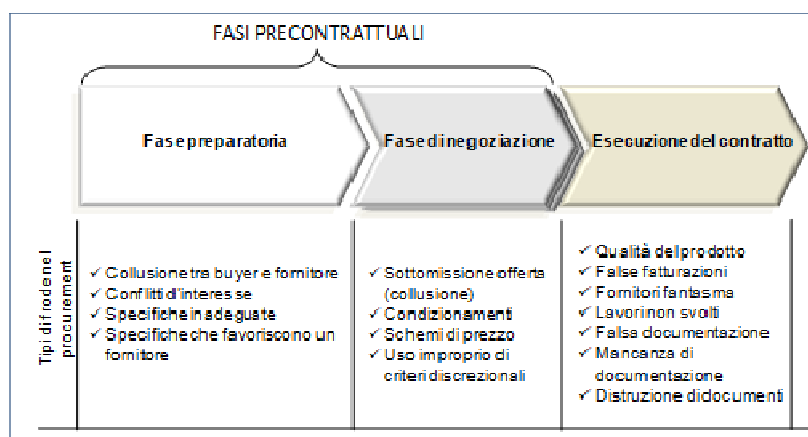 FASI PRECONTRATTUALI
Fase preparatoria
Fase di negoziazione
Esecuzione del contratto
Tipi di frode nel
procurement
✓ Collusione tra buyer e fornitore
✓ Conflitti d'interesse
✓ Specifiche inadeguate
✓ Specifiche che favoriscono un
fornitore
✓ Sottomissione offerta
(collusione)
✓ Condizionamenti
✓ Schemi di prezzo
✓ Uso improprio di
criteri discrezionali
✓ Qualità del prodotto
✓ False fatturazioni
✓ Fornitori fantasma
✓ Lavori non svolti
✓ Falsa documentazione
✓ Mancanza di
documentazione
✓ Distruzione di documenti